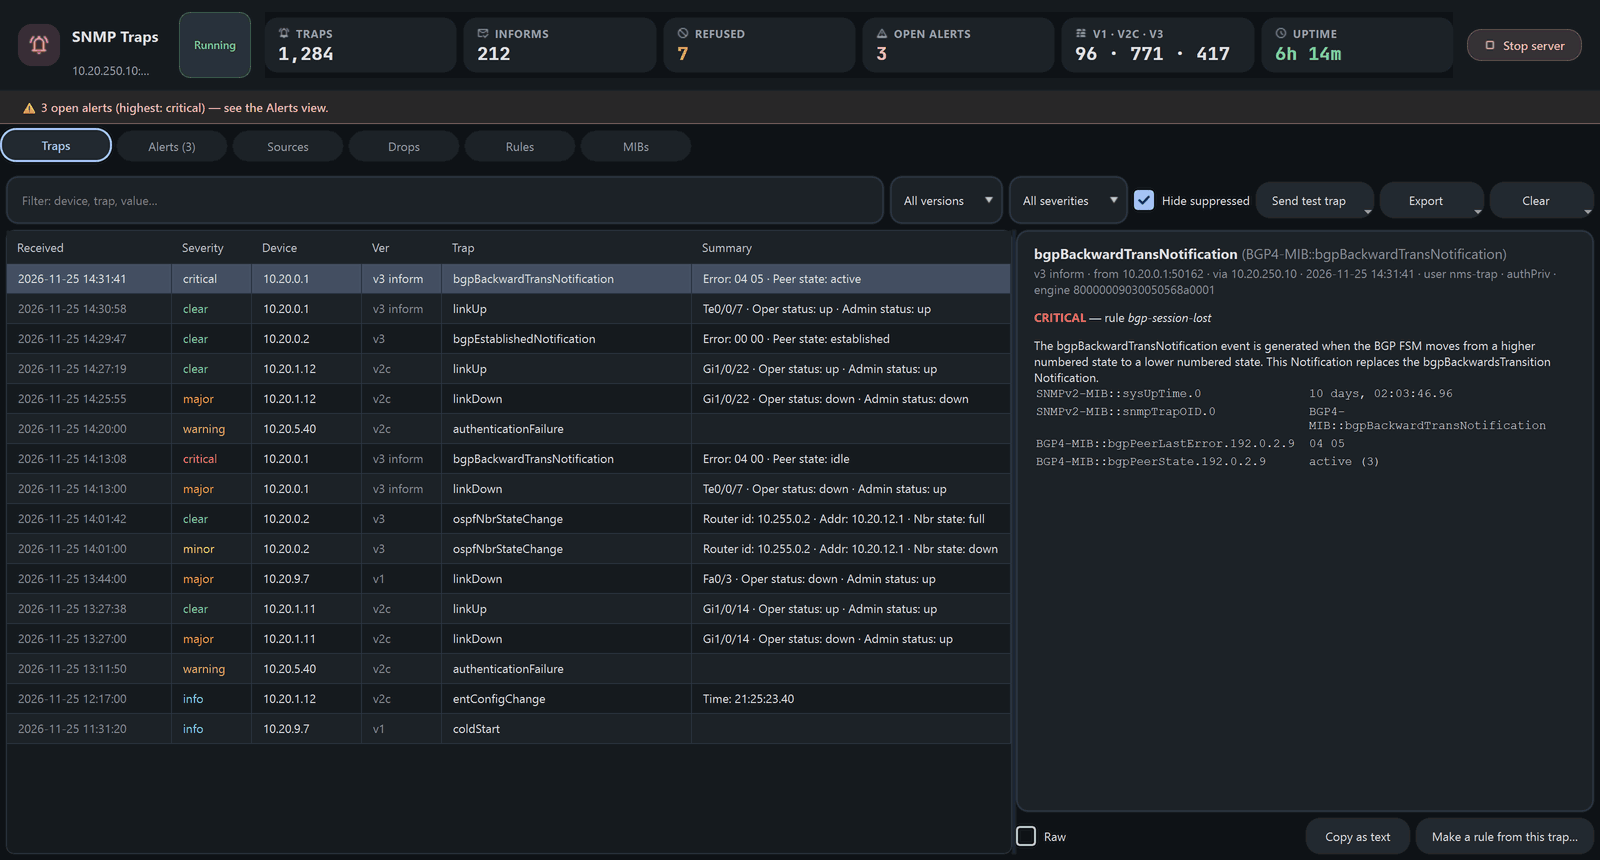 SNMP Traps
10.20.250.10:...
Running
TRAPS
1,284
INFORMS
212
REFUSED
7
OPEN ALERTS
3
V1 · V2C · V3
96 · 771 · 417
UPTIME
6h 14m
Stop server
3 open alerts (highest: critical) — see the Alerts view.
Traps
Alerts (3)
Sources
Drops
Rules
MIBs
Filter: device, trap, value...
All versions
All severities
Hide suppressed
Send test trap
Export
Clear
Received Severity Device Ver Trap Summary
2026-11-25 14:31:41 critical 10.20.0.1 v3 inform bgpBackwardTransNotification Error: 04 05 · Peer state: active
2026-11-25 14:30:58 clear 10.20.0.1 v3 inform linkUp Te0/0/7 · Oper status: up · Admin status: up
2026-11-25 14:29:47 clear 10.20.0.2 v3 bgpEstablishedNotification Error: 00 00 · Peer state: established
2026-11-25 14:27:19 clear 10.20.1.12 v2c linkUp Gi1/0/22 · Oper status: up · Admin status: up
2026-11-25 14:25:55 major 10.20.1.12 v2c linkDown Gi1/0/22 · Oper status: down · Admin status: down
2026-11-25 14:20:00 warning 10.20.5.40 v2c authenticationFailure
2026-11-25 14:13:08 critical 10.20.0.1 v3 inform bgpBackwardTransNotification Error: 04 00 · Peer state: idle
2026-11-25 14:13:00 major 10.20.0.1 v3 inform linkDown Te0/0/7 · Oper status: down · Admin status: up
2026-11-25 14:01:42 clear 10.20.0.2 v3 ospfNbrStateChange Router id: 10.255.0.2 · Addr: 10.20.12.1 · Nbr state: full
2026-11-25 14:01:00 minor 10.20.0.2 v3 ospfNbrStateChange Router id: 10.255.0.2 · Addr: 10.20.12.1 · Nbr state: down
2026-11-25 13:44:00 major 10.20.9.7 v1 linkDown Fa0/3 · Oper status: down · Admin status: up
2026-11-25 13:27:38 clear 10.20.1.11 v2c linkUp Gi1/0/14 · Oper status: up · Admin status: up
2026-11-25 13:27:00 major 10.20.1.11 v2c linkDown Gi1/0/14 · Oper status: down · Admin status: up
2026-11-25 13:11:50 warning 10.20.5.40 v2c authenticationFailure
2026-11-25 12:17:00 info 10.20.1.12 v2c entConfigChange Time: 21:25:23.40
2026-11-25 11:31:20 info 10.20.9.7 v1 coldStart
bgpBackwardTransNotification (BGP4-MIB::bgpBackwardTransNotification)
v3 inform · from 10.20.0.1:50162 · via 10.20.250.10 · 2026-11-25 14:31:41 · user nms-trap · authPriv ·
engine 80000009030050568a0001
CRITICAL — rule bgp-session-lost
The bgpBackwardTransNotification event is generated when the BGP FSM moves from a higher
numbered state to a lower numbered state. This Notification replaces the bgpBackwardsTransition
Notification.
SNMPv2-MIB::sysUpTime.0 10 days, 02:03:46.96
SNMPv2-MIB::snmpTrapOID.0 BGP4-
MIB::bgpBackwardTransNotification
BGP4-MIB::bgpPeerLastError.192.0.2.9 04 05
BGP4-MIB::bgpPeerState.192.0.2.9 active (3)
Raw
Copy as text
Make a rule from this trap...